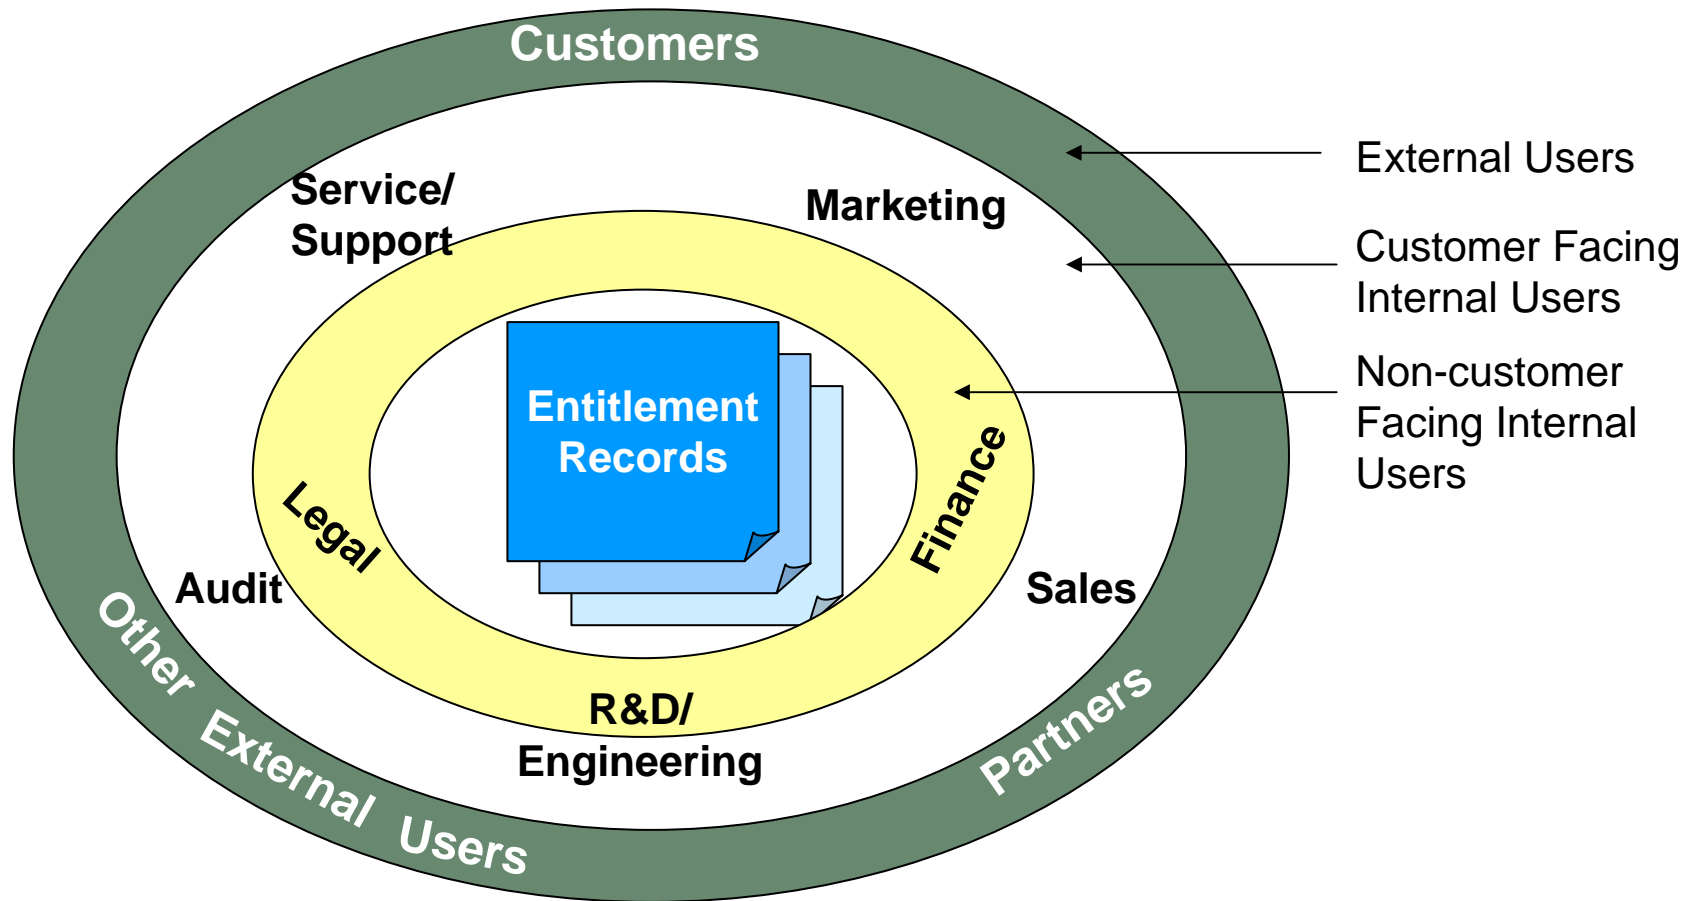 Customers
External Users
Service/
Support
Marketing
Customer Facing
Internal Users
Non-customer
Facing Internal
Users
Entitlement
Records
Legal
Finance
Audit
Sales
R&D/
Engineering
Other External Users
Partners